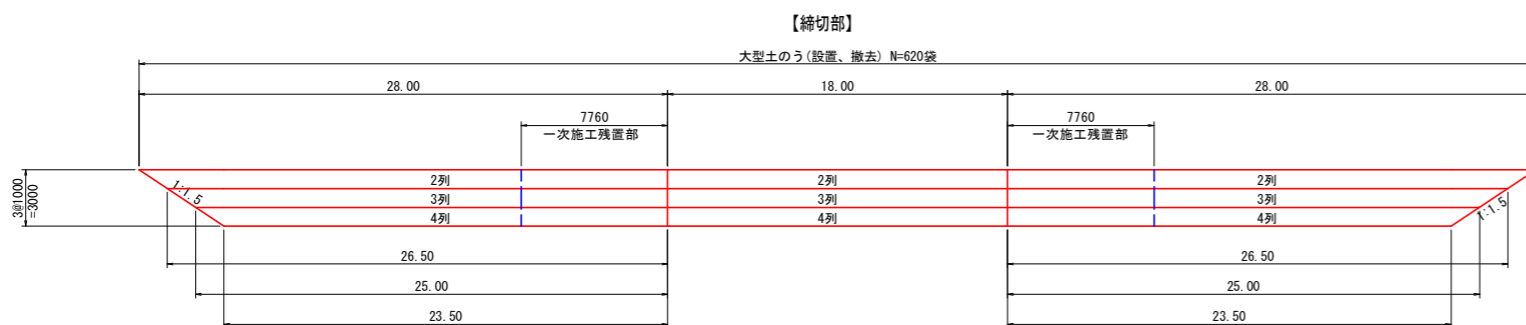 【締切部】
大型土のう(設置、撤去) N=620袋
28.00 18.00 28.00
7760 7760
一次施工残置部 一次施工残置部
3@1000
=3000
1:1.5 2列 2列 2列
3列 3列 3列
4列 4列 4列 1:1.5
26.50 26.50
25.00 25.00
23.50 23.50